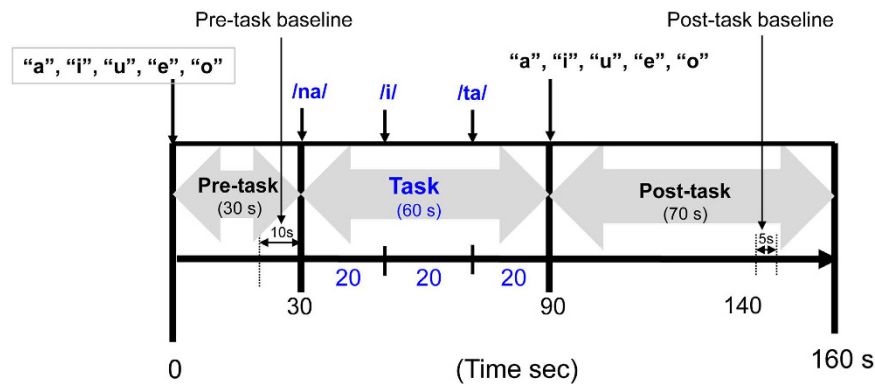 Pre-task baseline
Post-task baseline
“a”, “i”, “u”, “e”, “o”
“a”, “i”, “u”, “e”, “o”
/na/
/i/
/ta/
Pre-task
(30 s)
Task
(60 s)
Post-task
(70 s)
10s
5s
20
20
20
30
90
140
0
(Time sec)
160 s